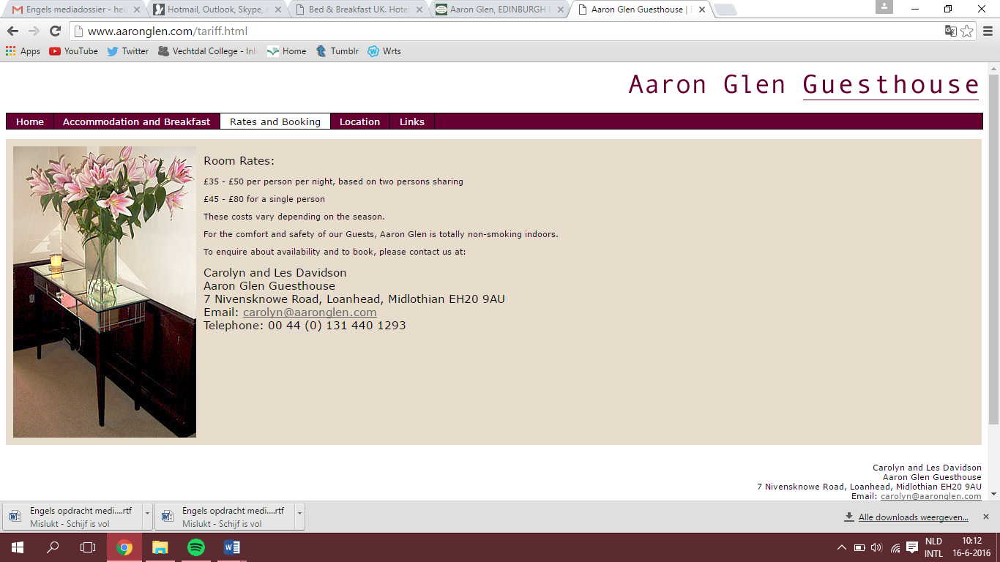 Engels mediadossier - heu
Hotmail, Outlook, Skype, e
Bed & Breakfast UK. Hote
Aaron Glen, EDINBURGH
Aaron Glen Guesthouse |
www.aaronglen.com/tariff.html
Apps YouTube Twitter Vechtdal College - Inl Home Tumblr Wrts
Aaron Glen Guesthouse
Home Accommodation and Breakfast Rates and Booking Location Links
Room Rates:
£35 - £50 per person per night, based on two persons sharing
£45 - £80 for a single person
These costs vary depending on the season.
For the comfort and safety of our Guests, Aaron Glen is totally non-smoking indoors.
To enquire about availability and to book, please contact us at:
Carolyn and Les Davidson
Aaron Glen Guesthouse
7 Nivensknowe Road, Loanhead, Midlothian EH20 9AU
Email: carolyn@aaronglen.com
Telephone: 00 44 (0) 131 440 1293
Carolyn and Les Davidson
Aaron Glen Guesthouse
7 Nivensknowe Road, Loanhead, Midlothian EH20 9AU
Email: carolyn@aaronglen.com
Engels opdracht medi....rtf
Mislukt - Schijf is vol
Engels opdracht medi....rtf
Mislukt - Schijf is vol
Alle downloads weergeven...
NLD
INTL
10:12
16-6-2016